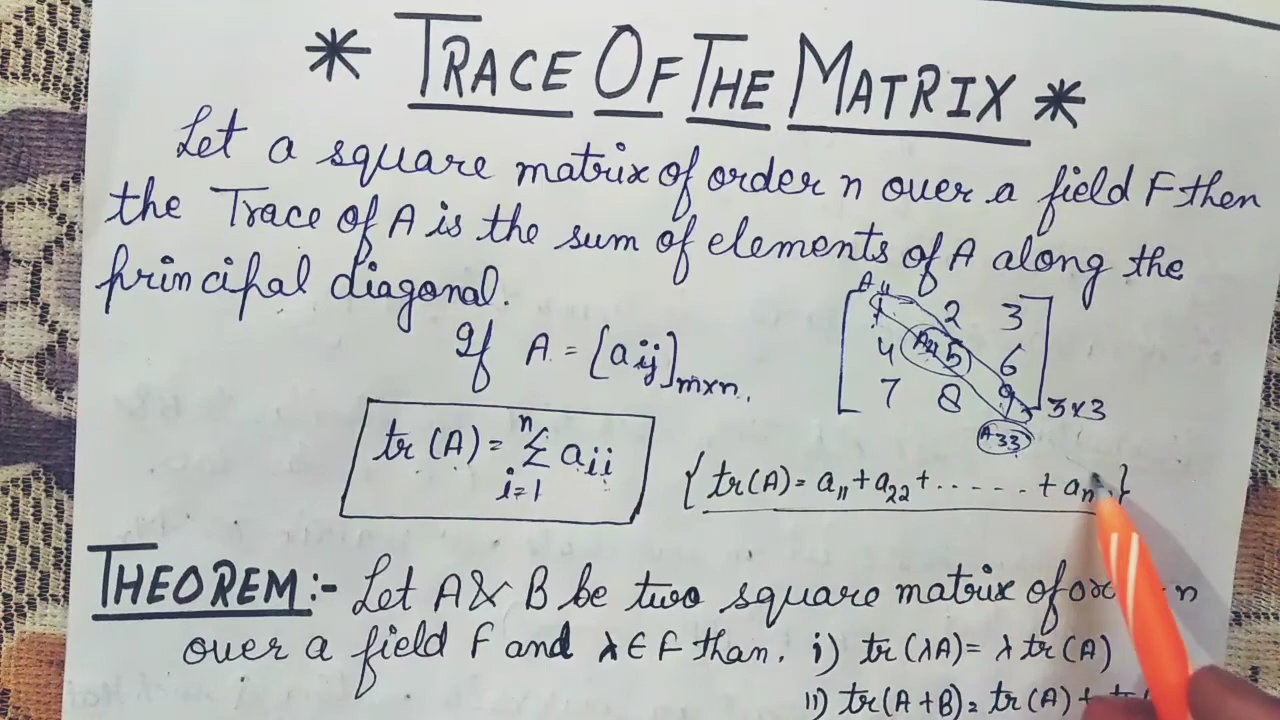 * TRACE OF THE MATRIX *
Let a square matrix of order n over a field F then
the Trace of A is the sum of elements of A along the
principal diagonal.
If A = [aij]m×n.
A11
1 2 3
4 5 6
7 8 9
3×3
A33
tr(A) = n Σ i=1 aii
{tr(A) = a11 + a22 + ..... + an
}
THEOREM:- Let A & B be two square matrix of n
over a field F and λ ∈ F than. i) tr(λA) = λ tr(A)
ii) tr(A+B) = tr(A) +